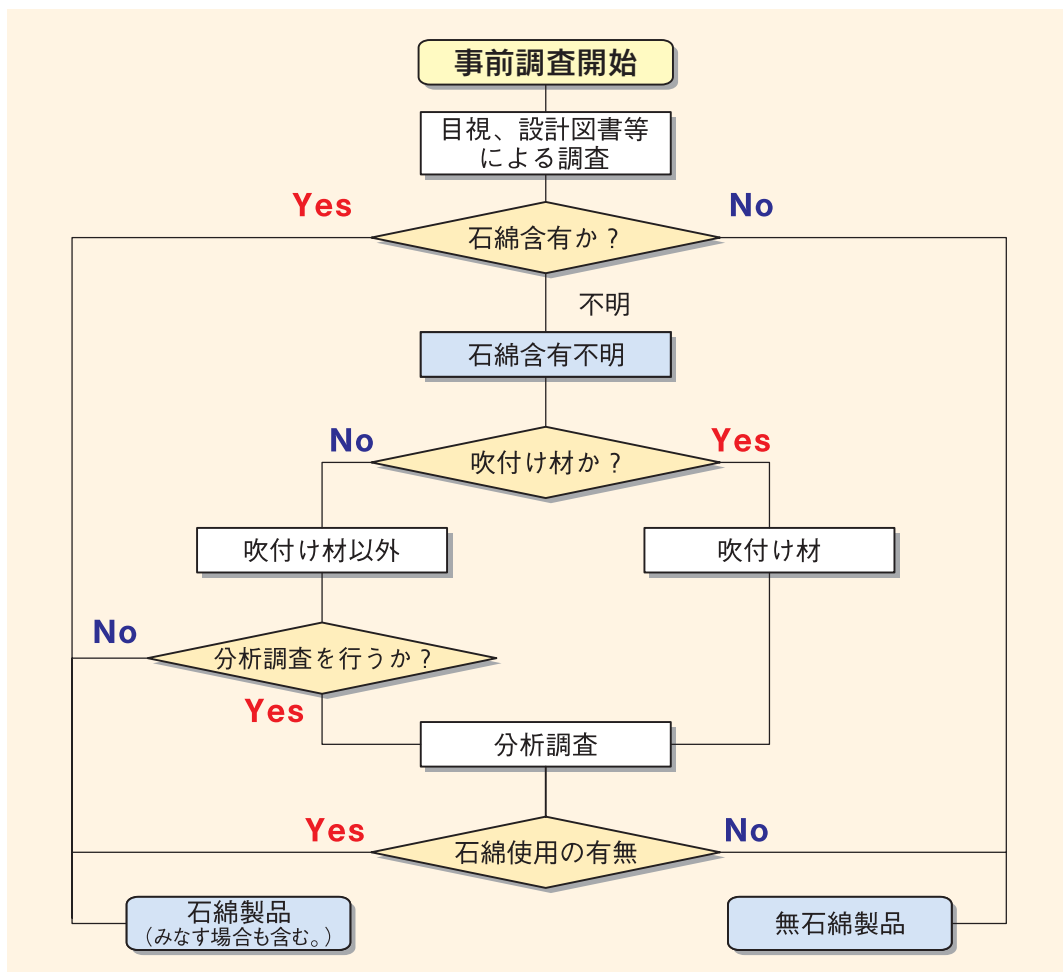 事前調査開始
目視、設計図書等
による調査
Yes
No
石綿含有か？
不明
石綿含有不明
No
Yes
吹付け材か？
吹付け材以外
吹付け材
No
分析調査を行うか？
Yes
分析調査
Yes
No
石綿使用の有無
石綿製品
（みなす場合も含む。）
無石綿製品